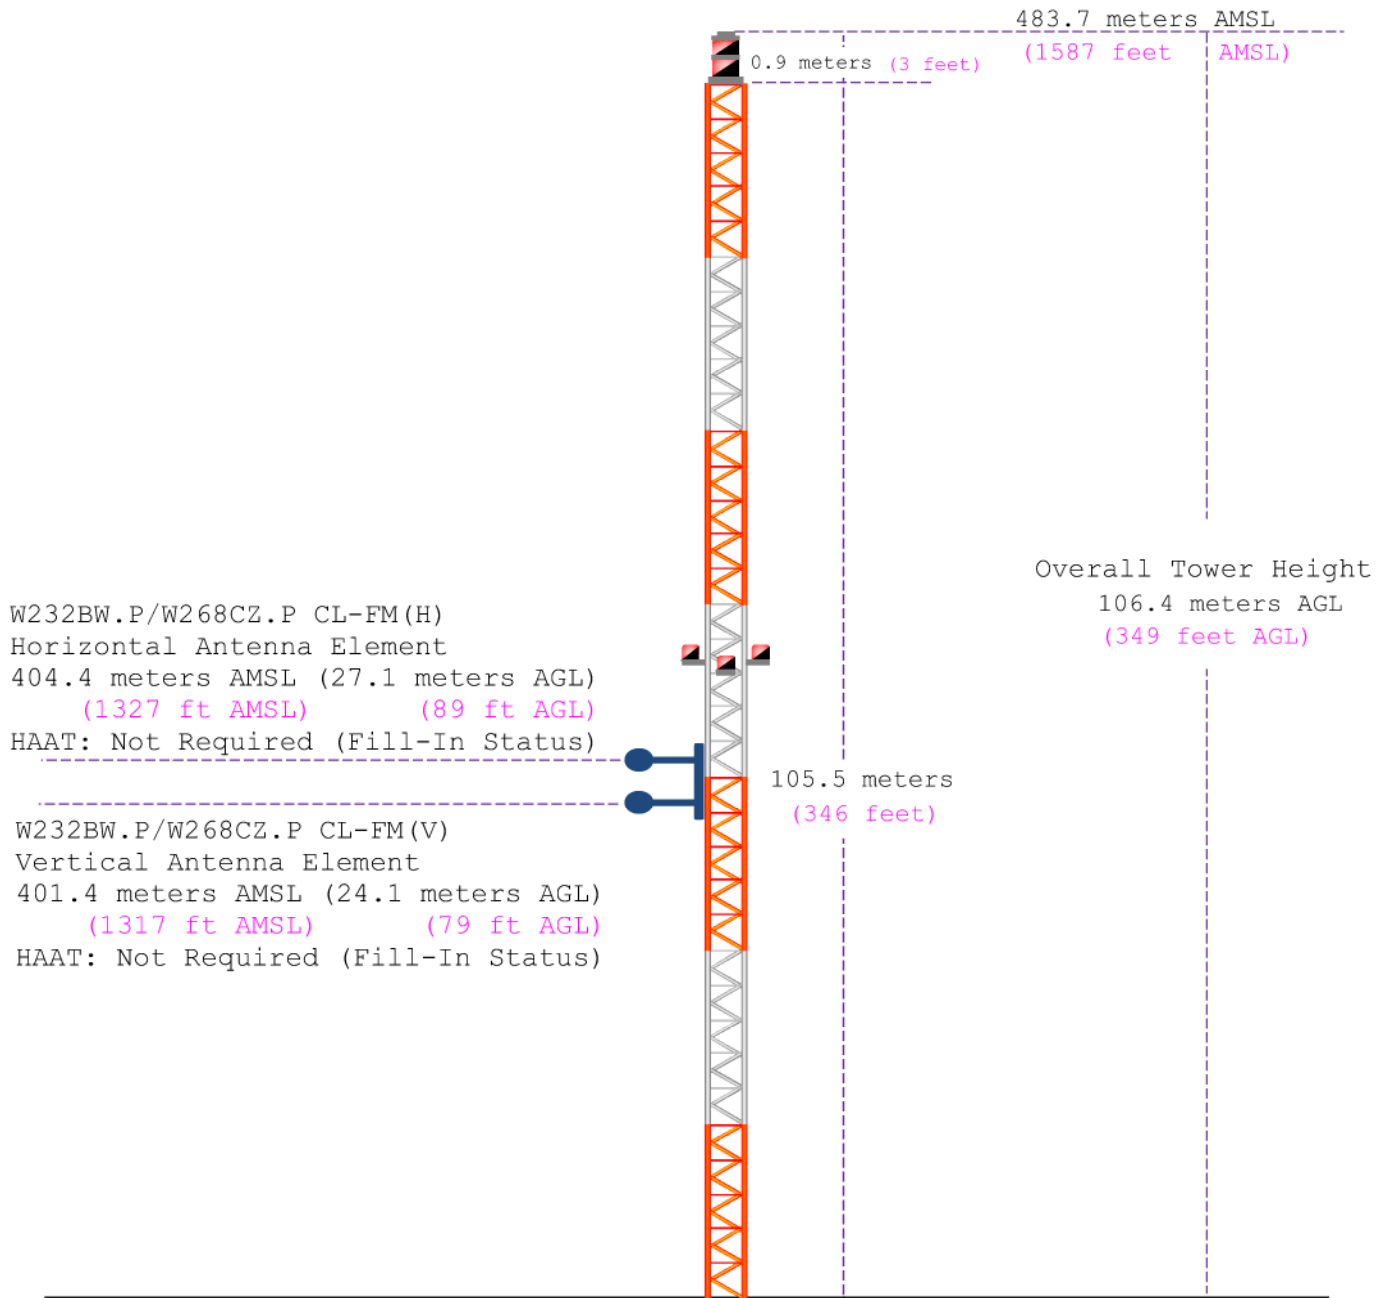 483.7 meters AMSL
(1587 feet AMSL)
0.9 meters (3 feet)
Overall Tower Height
106.4 meters AGL
(349 feet AGL)
W232BW.P/W268CZ.P CL-FM(H)
Horizontal Antenna Element
404.4 meters AMSL (27.1 meters AGL)
(1327 ft AMSL) (89 ft AGL)
HAAT: Not Required (Fill-In Status)
105.5 meters
(346 feet)
W232BW.P/W268CZ.P CL-FM(V)
Vertical Antenna Element
401.4 meters AMSL (24.1 meters AGL)
(1317 ft AMSL) (79 ft AGL)
HAAT: Not Required (Fill-In Status)